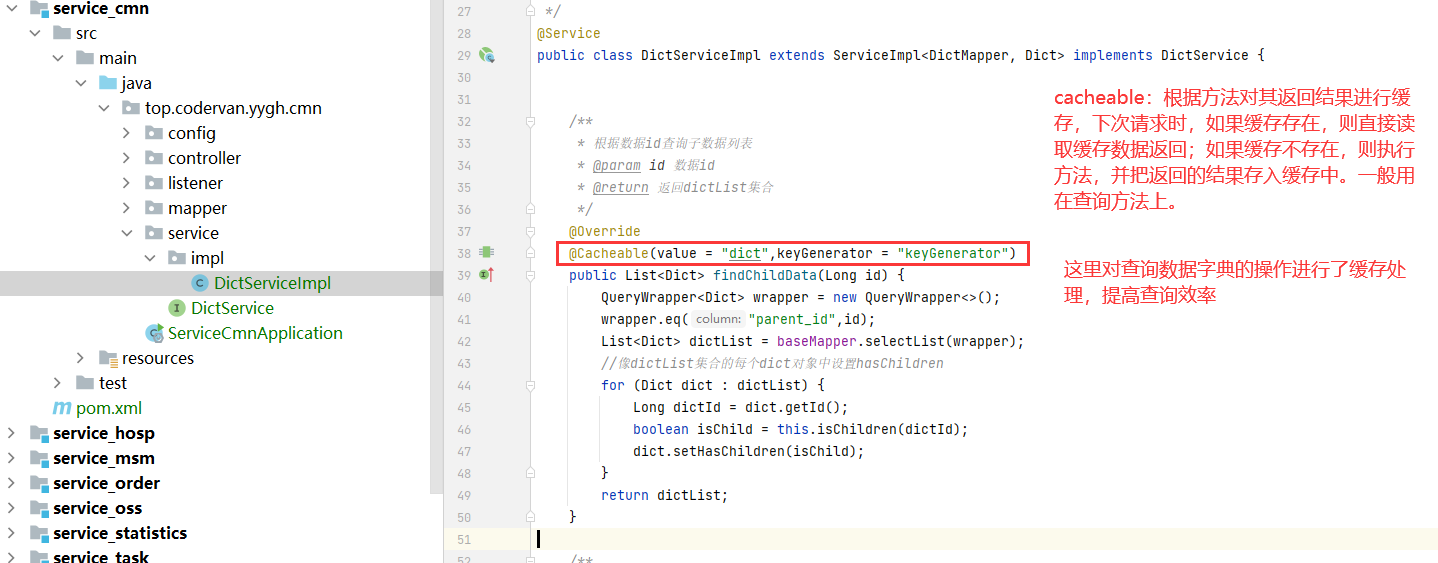 service_cmn
src
main
java
top.codervan.yygh.cmn
config
controller
listener
mapper
service
impl
DictServiceImpl
DictService
ServiceCmnApplication
resources
test
pom.xml
service_hosp
service_msm
service_order
service_oss
service_statistics
service_task
27 */
28 @Service
29 public class DictServiceImpl extends ServiceImpl<DictMapper, Dict> implements DictService {
30
31
32 /**
33 * 根据数据id查询子数据列表
34 * @param id 数据id
35 * @return 返回dictList集合
36 */
37 @Override
38 @Cacheable(value = "dict",keyGenerator = "keyGenerator")
39 public List<Dict> findChildData(Long id) {
40 QueryWrapper<Dict> wrapper = new QueryWrapper<>();
41 wrapper.eq( column: "parent_id",id);
42 List<Dict> dictList = baseMapper.selectList(wrapper);
43 //像dictList集合的每个dict对象中设置hasChildren
44 for (Dict dict : dictList) {
45 Long dictId = dict.getId();
46 boolean isChild = this.isChildren(dictId);
47 dict.setHasChildren(isChild);
48 }
49 return dictList;
50 }
51
52 /**
cacheable：根据方法对其返回结果进行缓
存，下次请求时，如果缓存存在，则直接读
取缓存数据返回；如果缓存不存在，则执行
方法，并把返回的结果存入缓存中。一般用
在查询方法上。
这里对查询数据字典的操作进行了缓存处
理，提高查询效率